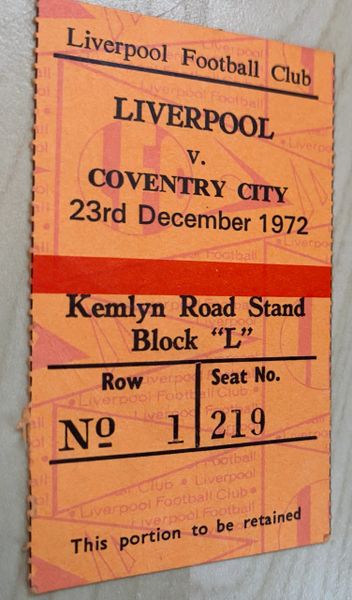 Liverpool Football Club
LIVERPOOL
v.
COVENTRY CITY
23rd December 1972
Kemlyn Road Stand
Block "L"
Row
Seat No.
Nº 1
219
This portion to be retained